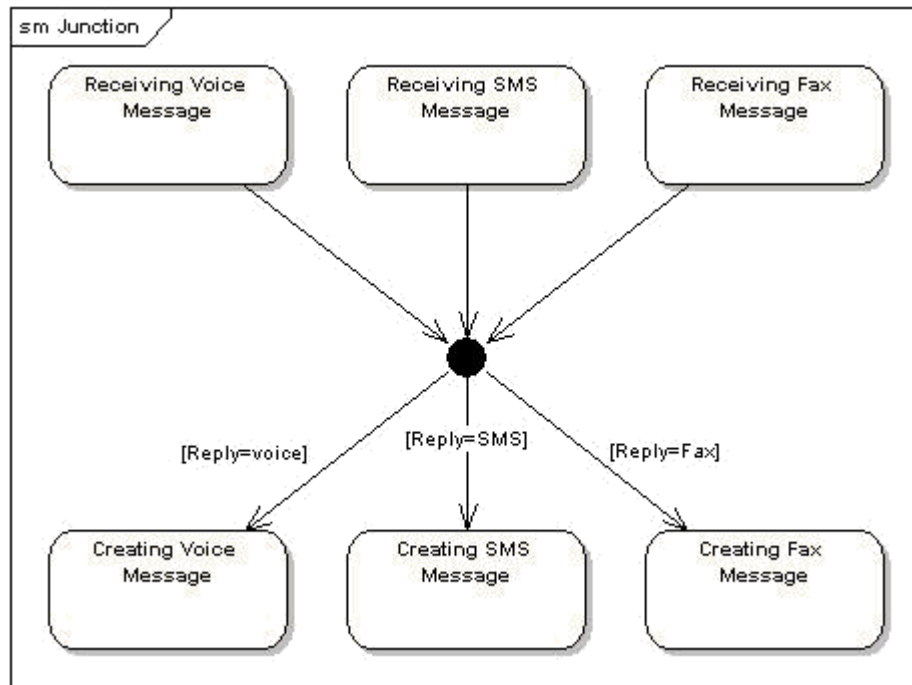 sm Junction
Receiving Voice
Message
Receiving SMS
Message
Receiving Fax
Message
[Reply=voice]
[Reply=SMS]
[Reply=Fax]
Creating Voice
Message
Creating SMS
Message
Creating Fax
Message